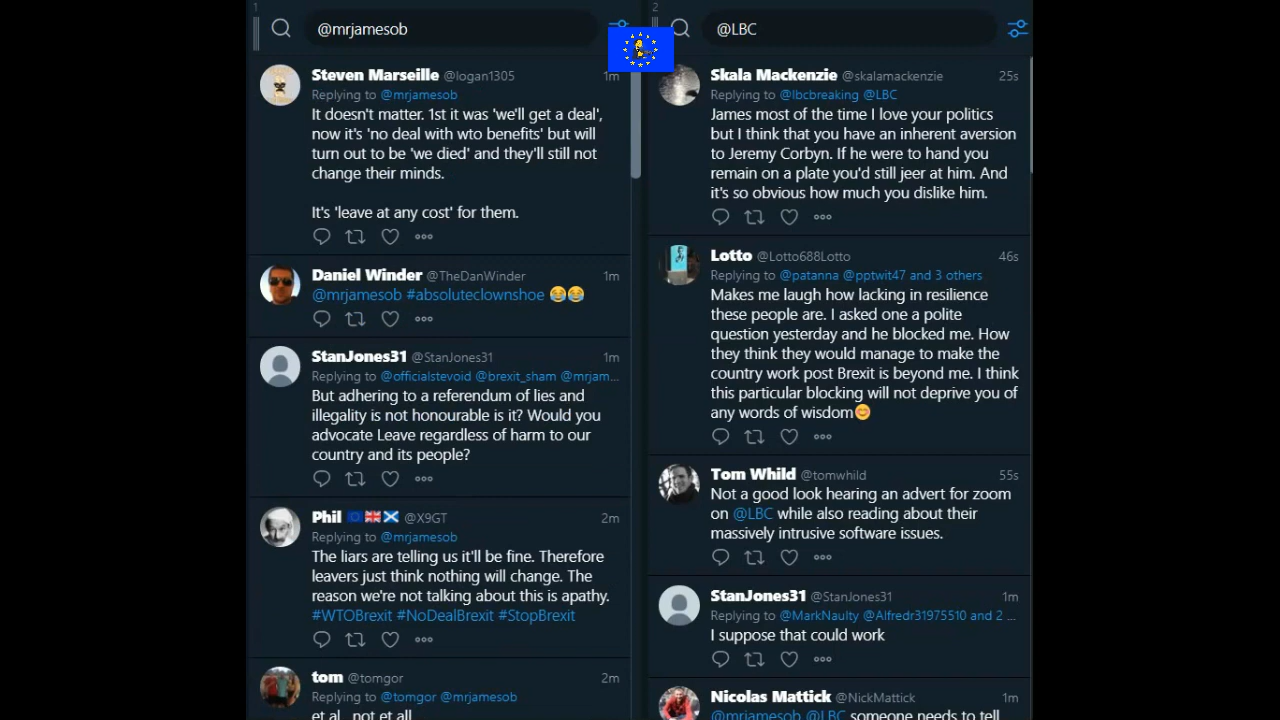 1
@mrjamesob
Steven Marseille @logan1305 1m
Replying to @mrjamesob
It doesn't matter. 1st it was 'we'll get a deal',
now it's 'no deal with wto benefits' but will
turn out to be 'we died' and they'll still not
change their minds.
It's 'leave at any cost' for them.
Daniel Winder @TheDanWinder 1m
@mrjamesob #absoluteclownshoe 😂😂
StanJones31 @StanJones31 1m
Replying to @officialstevoid @brexit_sham @mrjam...
But adhering to a referendum of lies and
illegality is not honourable is it? Would you
advocate Leave regardless of harm to our
country and its people?
Phil 🇪🇺🇬🇧🏴󠁧󠁢󠁳󠁣󠁴󠁿 @X9GT 2m
Replying to @mrjamesob
The liars are telling us it'll be fine. Therefore
leavers just think nothing will change. The
reason we're not talking about this is apathy.
#WTOBrexit #NoDealBrexit #StopBrexit
tom @tomgor 2m
Replying to @tomgor @mrjamesob
et al.. not et all
2
@LBC
Skala Mackenzie @skalamackenzie 25s
Replying to @lbcbreaking @LBC
James most of the time I love your politics
but I think that you have an inherent aversion
to Jeremy Corbyn. If he were to hand you
remain on a plate you'd still jeer at him. And
it's so obvious how much you dislike him.
Lotto @Lotto688Lotto 46s
Replying to @patanna @pptwit47 and 3 others
Makes me laugh how lacking in resilience
these people are. I asked one a polite
question yesterday and he blocked me. How
they think they would manage to make the
country work post Brexit is beyond me. I think
this particular blocking will not deprive you of
any words of wisdom😊
Tom Whild @tomwhild 55s
Not a good look hearing an advert for zoom
on @LBC while also reading about their
massively intrusive software issues.
StanJones31 @StanJones31 1m
Replying to @MarkNaulty @Alfredr31975510 and 2 ...
I suppose that could work
Nicolas Mattick @NickMattick 1m
@mrjamesob @LBC someone needs to tell